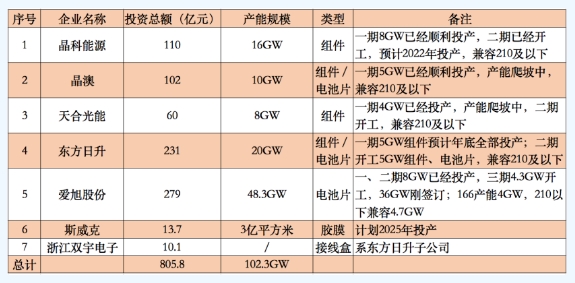 序号 企业名称 投资总额（亿元） 产能规模 类型 备注
1 晶科能源 110 16GW 组件 一期8GW已经顺利投产，二期已经开
工，预计2022年投产，兼容210及以下
2 晶澳 102 10GW 组件/
电池片 一期5GW已经顺利投产，产能爬坡中，
兼容210及以下
3 天合光能 60 8GW 组件 一期4GW已经投产，产能爬坡中，二期
开工，兼容210及以下
4 东方日升 231 20GW 组件/
电池片 一期5GW组件预计年底全部投产；二期
开工5GW组件、电池片，兼容210及以下
5 爱旭股份 279 48.3GW 电池片 一、二期8GW已经投产，三期4.3GW开
工，36GW刚签订；166产能4GW，210以
下兼容4.7GW
6 斯威克 13.7 3亿平方米 胶膜 计划2025年投产
7 浙江双宇电子 10.1 / 接线盒 系东方日升子公司
总计 805.8 102.3GW